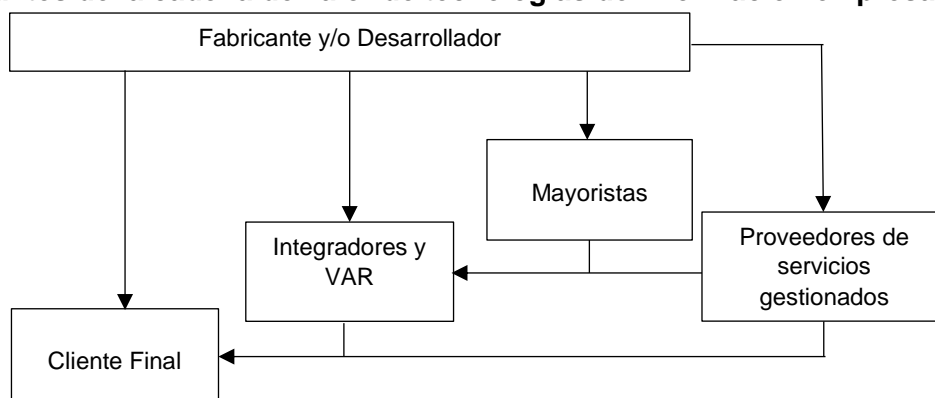 Fabricante y/o Desarrollador
Mayoristas
Integradores y
VAR
Proveedores de
servicios
gestionados
Cliente Final